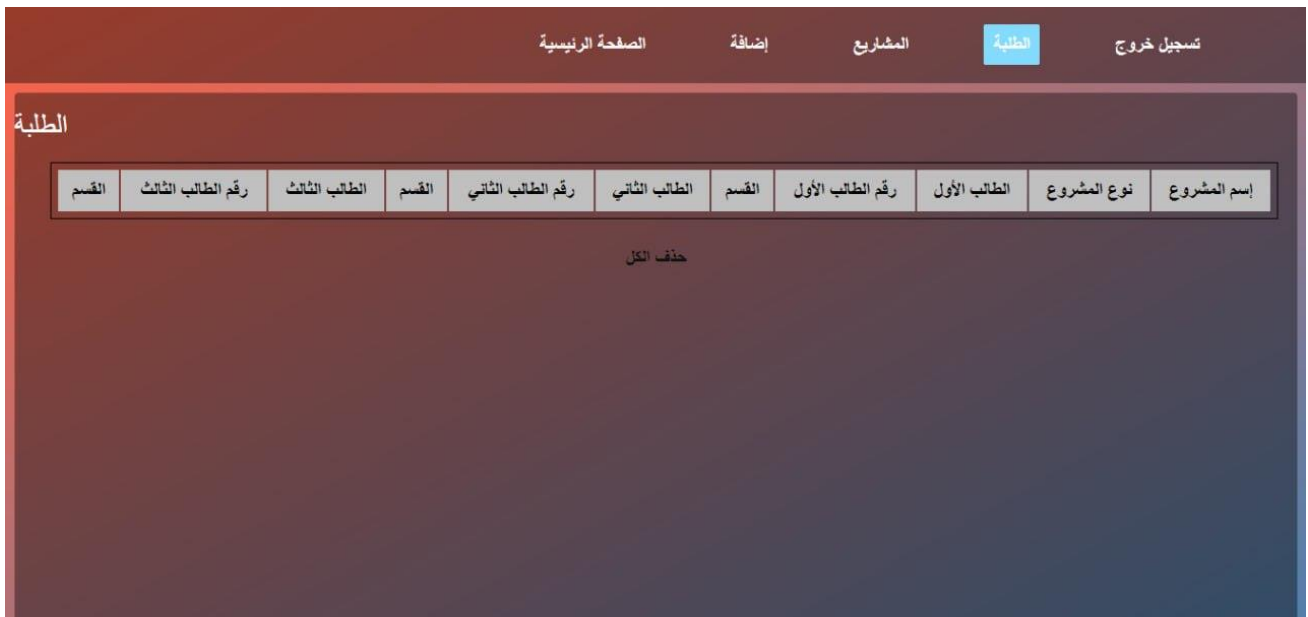 تسجيل خروج الطلبة المشاريع إضافة الصفحة الرئيسية
الطلبة
إسم المشروع نوع المشروع الطالب الأول رقم الطالب الأول القسم الطالب الثاني رقم الطالب الثاني القسم الطالب الثالث رقم الطالب الثالث القسم
حذف الكل